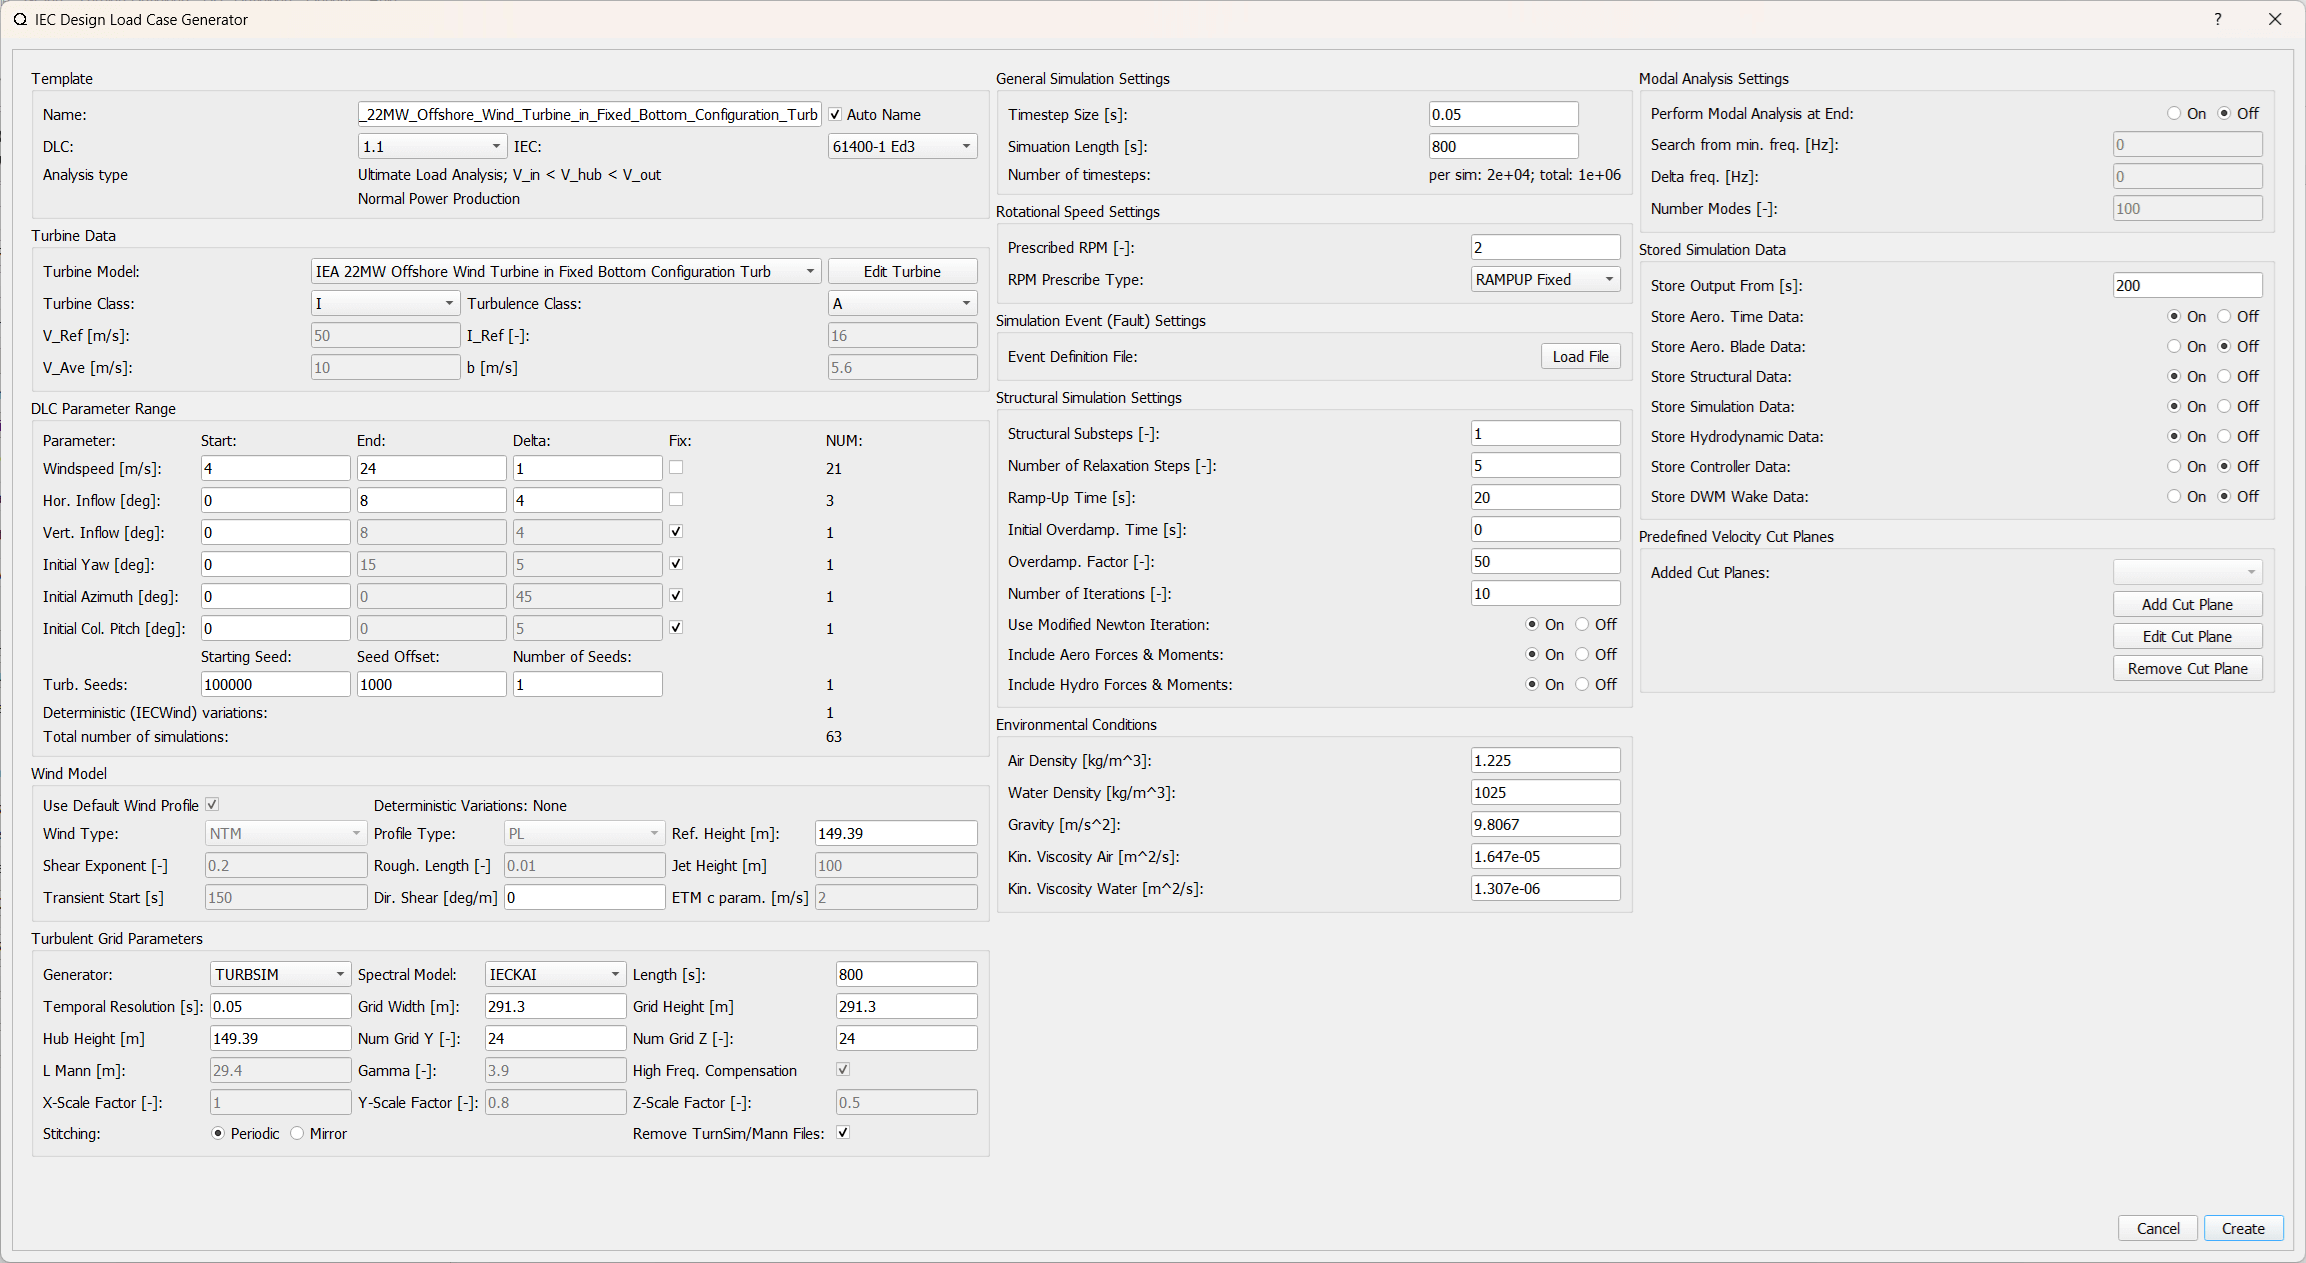 IEC Design Load Case Generator
?
Template
Name: _22MW_Offshore_Wind_Turbine_in_Fixed_Bottom_Configuration_Turb Auto Name
DLC: 1.1 IEC: 61400-1 Ed3
Analysis type Ultimate Load Analysis; V_in < V_hub < V_out
Normal Power Production
Turbine Data
Turbine Model: IEA 22MW Offshore Wind Turbine in Fixed Bottom Configuration Turb Edit Turbine
Turbine Class: I Turbulence Class: A
V_Ref [m/s]: 50 I_Ref [-]: 16
V_Ave [m/s]: 10 b [m/s] 5.6
DLC Parameter Range
Parameter: Start: End: Delta: Fix: NUM:
Windspeed [m/s]: 4 24 1 21
Hor. Inflow [deg]: 0 8 4 3
Vert. Inflow [deg]: 0 8 4 1
Initial Yaw [deg]: 0 15 5 1
Initial Azimuth [deg]: 0 0 45 1
Initial Col. Pitch [deg]: 0 0 5 1
Starting Seed: Seed Offset: Number of Seeds:
Turb. Seeds: 100000 1000 1 1
Deterministic (IECWind) variations: 1
Total number of simulations: 63
Wind Model
Use Default Wind Profile Deterministic Variations: None
Wind Type: NTM Profile Type: PL Ref. Height [m]: 149.39
Shear Exponent [-] 0.2 Rough. Length [-] 0.01 Jet Height [m] 100
Transient Start [s] 150 Dir. Shear [deg/m] 0 ETM c param. [m/s] 2
Turbulent Grid Parameters
Generator: TURBSIM Spectral Model: IECKAI Length [s]: 800
Temporal Resolution [s]: 0.05 Grid Width [m]: 291.3 Grid Height [m] 291.3
Hub Height [m] 149.39 Num Grid Y [-]: 24 Num Grid Z [-]: 24
L Mann [m]: 29.4 Gamma [-]: 3.9 High Freq. Compensation
X-Scale Factor [-]: 1 Y-Scale Factor [-]: 0.8 Z-Scale Factor [-]: 0.5
Stitching: Periodic Mirror Remove TurnSim/Mann Files:
General Simulation Settings
Timestep Size [s]: 0.05
Simuation Length [s]: 800
Number of timesteps: per sim: 2e+04; total: 1e+06
Rotational Speed Settings
Prescribed RPM [-]: 2
RPM Prescribe Type: RAMPUP Fixed
Simulation Event (Fault) Settings
Event Definition File: Load File
Structural Simulation Settings
Structural Substeps [-]: 1
Number of Relaxation Steps [-]: 5
Ramp-Up Time [s]: 20
Initial Overdamp. Time [s]: 0
Overdamp. Factor [-]: 50
Number of Iterations [-]: 10
Use Modified Newton Iteration: On Off
Include Aero Forces & Moments: On Off
Include Hydro Forces & Moments: On Off
Environmental Conditions
Air Density [kg/m^3]: 1.225
Water Density [kg/m^3]: 1025
Gravity [m/s^2]: 9.8067
Kin. Viscosity Air [m^2/s]: 1.647e-05
Kin. Viscosity Water [m^2/s]: 1.307e-06
Modal Analysis Settings
Perform Modal Analysis at End: On Off
Search from min. freq. [Hz]: 0
Delta freq. [Hz]: 0
Number Modes [-]: 100
Stored Simulation Data
Store Output From [s]: 200
Store Aero. Time Data: On Off
Store Aero. Blade Data: On Off
Store Structural Data: On Off
Store Simulation Data: On Off
Store Hydrodynamic Data: On Off
Store Controller Data: On Off
Store DWM Wake Data: On Off
Predefined Velocity Cut Planes
Added Cut Planes:
Add Cut Plane
Edit Cut Plane
Remove Cut Plane
Cancel Create